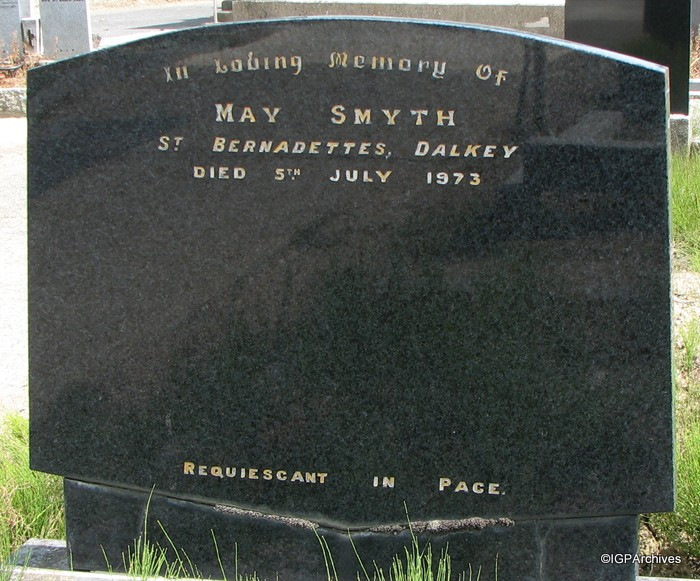 In Loving Memory Of
MAY SMYTH
ST BERNADETTES, DALKEY
DIED 5TH JULY 1973
REQUIESCANT IN PACE.
©IGPArchives